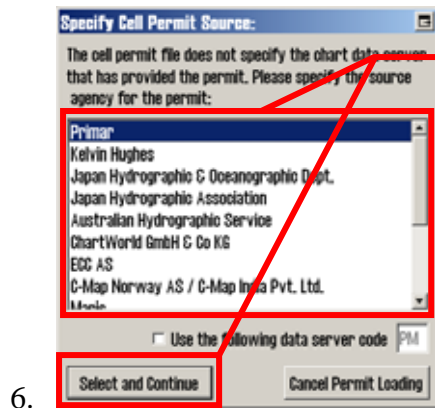 Specify Cell Permit Source:
The cell permit file does not specify the chart data server
that has provided the permit. Please specify the source
agency for the permit:
Primar
Kelvin Hughes
Japan Hydrographic & Oceanographic Dept.
Japan Hydrographic Association
Australian Hydrographic Service
ChartWorld GmbH & Co KG
ECC AS
C-Map Norway AS / C-Map India Pvt. Ltd.
Use the following data server code PM
6. Select and Continue Cancel Permit Loading